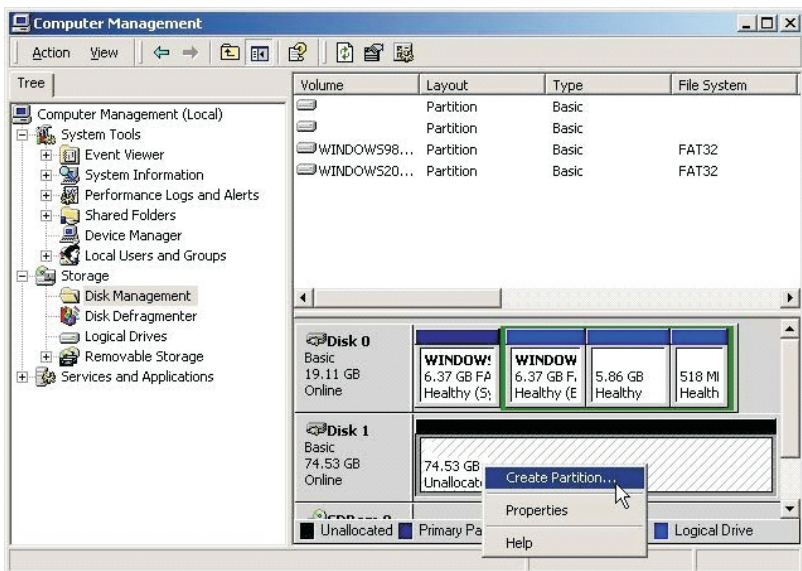 Computer Management
Action View
Tree
Computer Management (Local)
System Tools
Event Viewer
System Information
Performance Logs and Alerts
Shared Folders
Device Manager
Local Users and Groups
Storage
Disk Management
Disk Defragmenter
Logical Drives
Removable Storage
Services and Applications
Volume Layout Type File System
Partition Basic
Partition Basic
WINDOWS98... Partition Basic FAT32
WINDOWS20... Partition Basic FAT32
Disk 0
Basic
19.11 GB
Online
WINDOW
6.37 GB FA
Healthy (S
WINDOW
6.37 GB F
Healthy (E
5.86 GB
Healthy
518 M
Health
Disk 1
Basic
74.53 GB
Online
74.53 GB
Unallocat
Create Partition...
Properties
Help
Unallocated Primary Pa Logical Drive